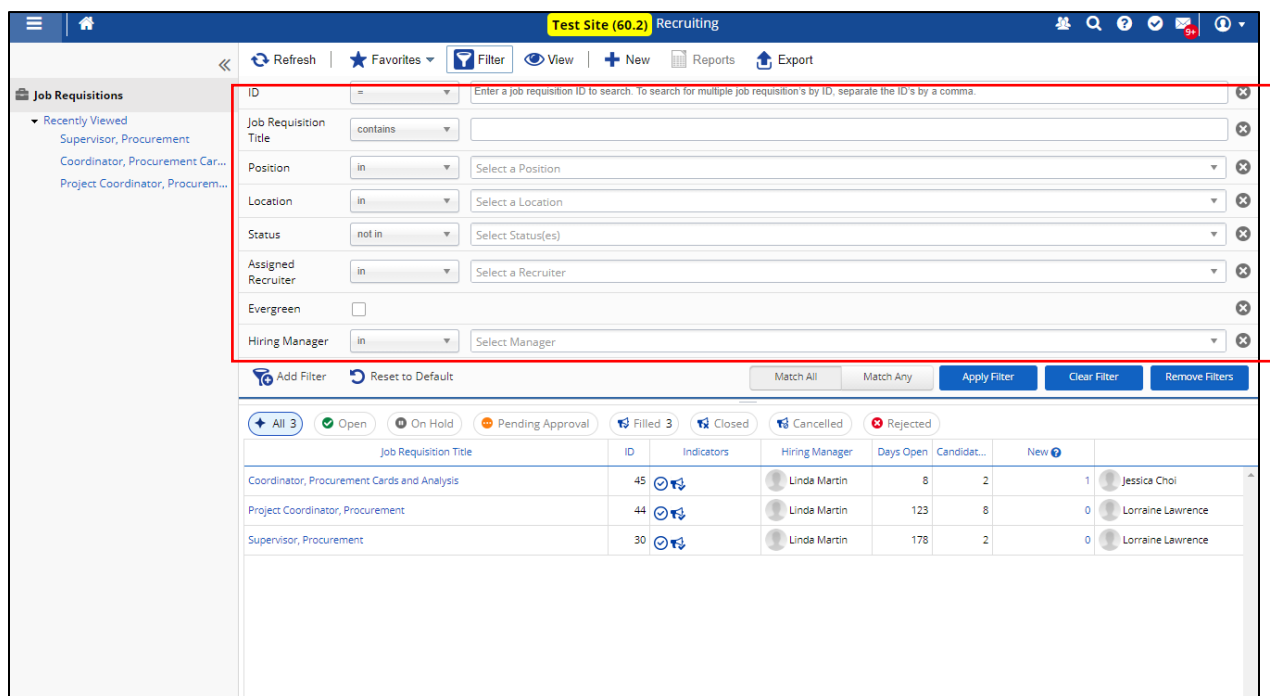 Test Site (60.2) Recruiting
9+
Refresh Favorites Filter View New Reports Export
Job Requisitions
Recently Viewed
Supervisor, Procurement
Coordinator, Procurement Car...
Project Coordinator, Procurem...
ID = Enter a job requisition ID to search. To search for multiple job requisition's by ID, separate the ID's by a comma.
Job Requisition
Title contains
Position in Select a Position
Location in Select a Location
Status not in Select Status(es)
Assigned
Recruiter in Select a Recruiter
Evergreen
Hiring Manager in Select Manager
Add Filter Reset to Default Match All Match Any Apply Filter Clear Filter Remove Filters
All 3 Open On Hold Pending Approval Filled 3 Closed Cancelled Rejected
Job Requisition Title ID Indicators Hiring Manager Days Open Candidat... New
Coordinator, Procurement Cards and Analysis 45 Linda Martin 8 2 1 Jessica Choi
Project Coordinator, Procurement 44 Linda Martin 123 8 0 Lorraine Lawrence
Supervisor, Procurement 30 Linda Martin 178 2 0 Lorraine Lawrence